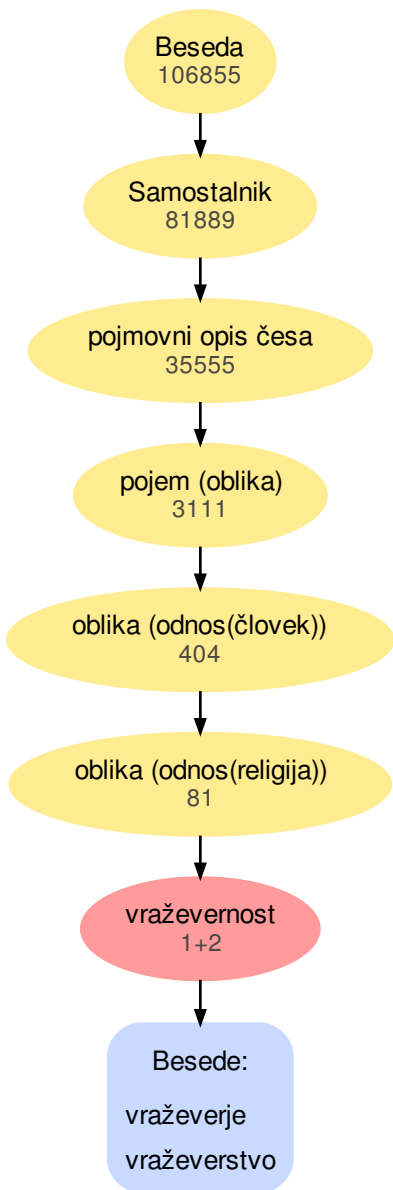 Beseda
106855
Samostalnik
81889
pojmovni opis česa
35555
pojem (oblika)
3111
oblika (odnos(človek))
404
oblika (odnos(religija))
81
vraževernost
1+2
Besede:
vraževerje
vraževerstvo